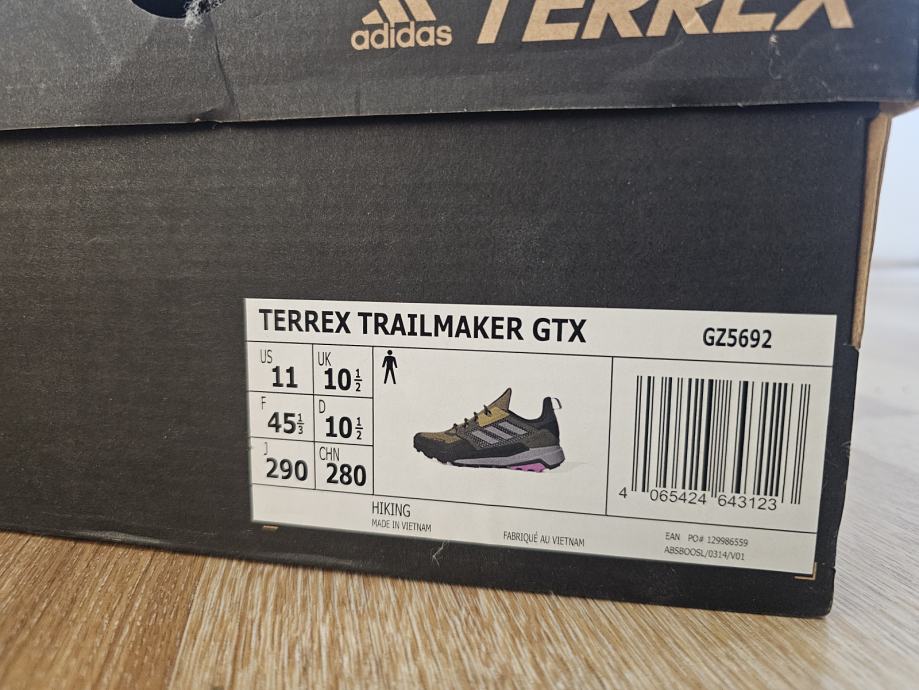 adidas TERREX
TERREX TRAILMAKER GTX GZ5692
US 11 UK 10½
F 45⅓ D 10½
J 290 CHN 280
4 065424 643123
HIKING
MADE IN VIETNAM
FABRIQUÉ AU VIETNAM
EAN PO# 129986559
ABSBOOSL/0314/V01